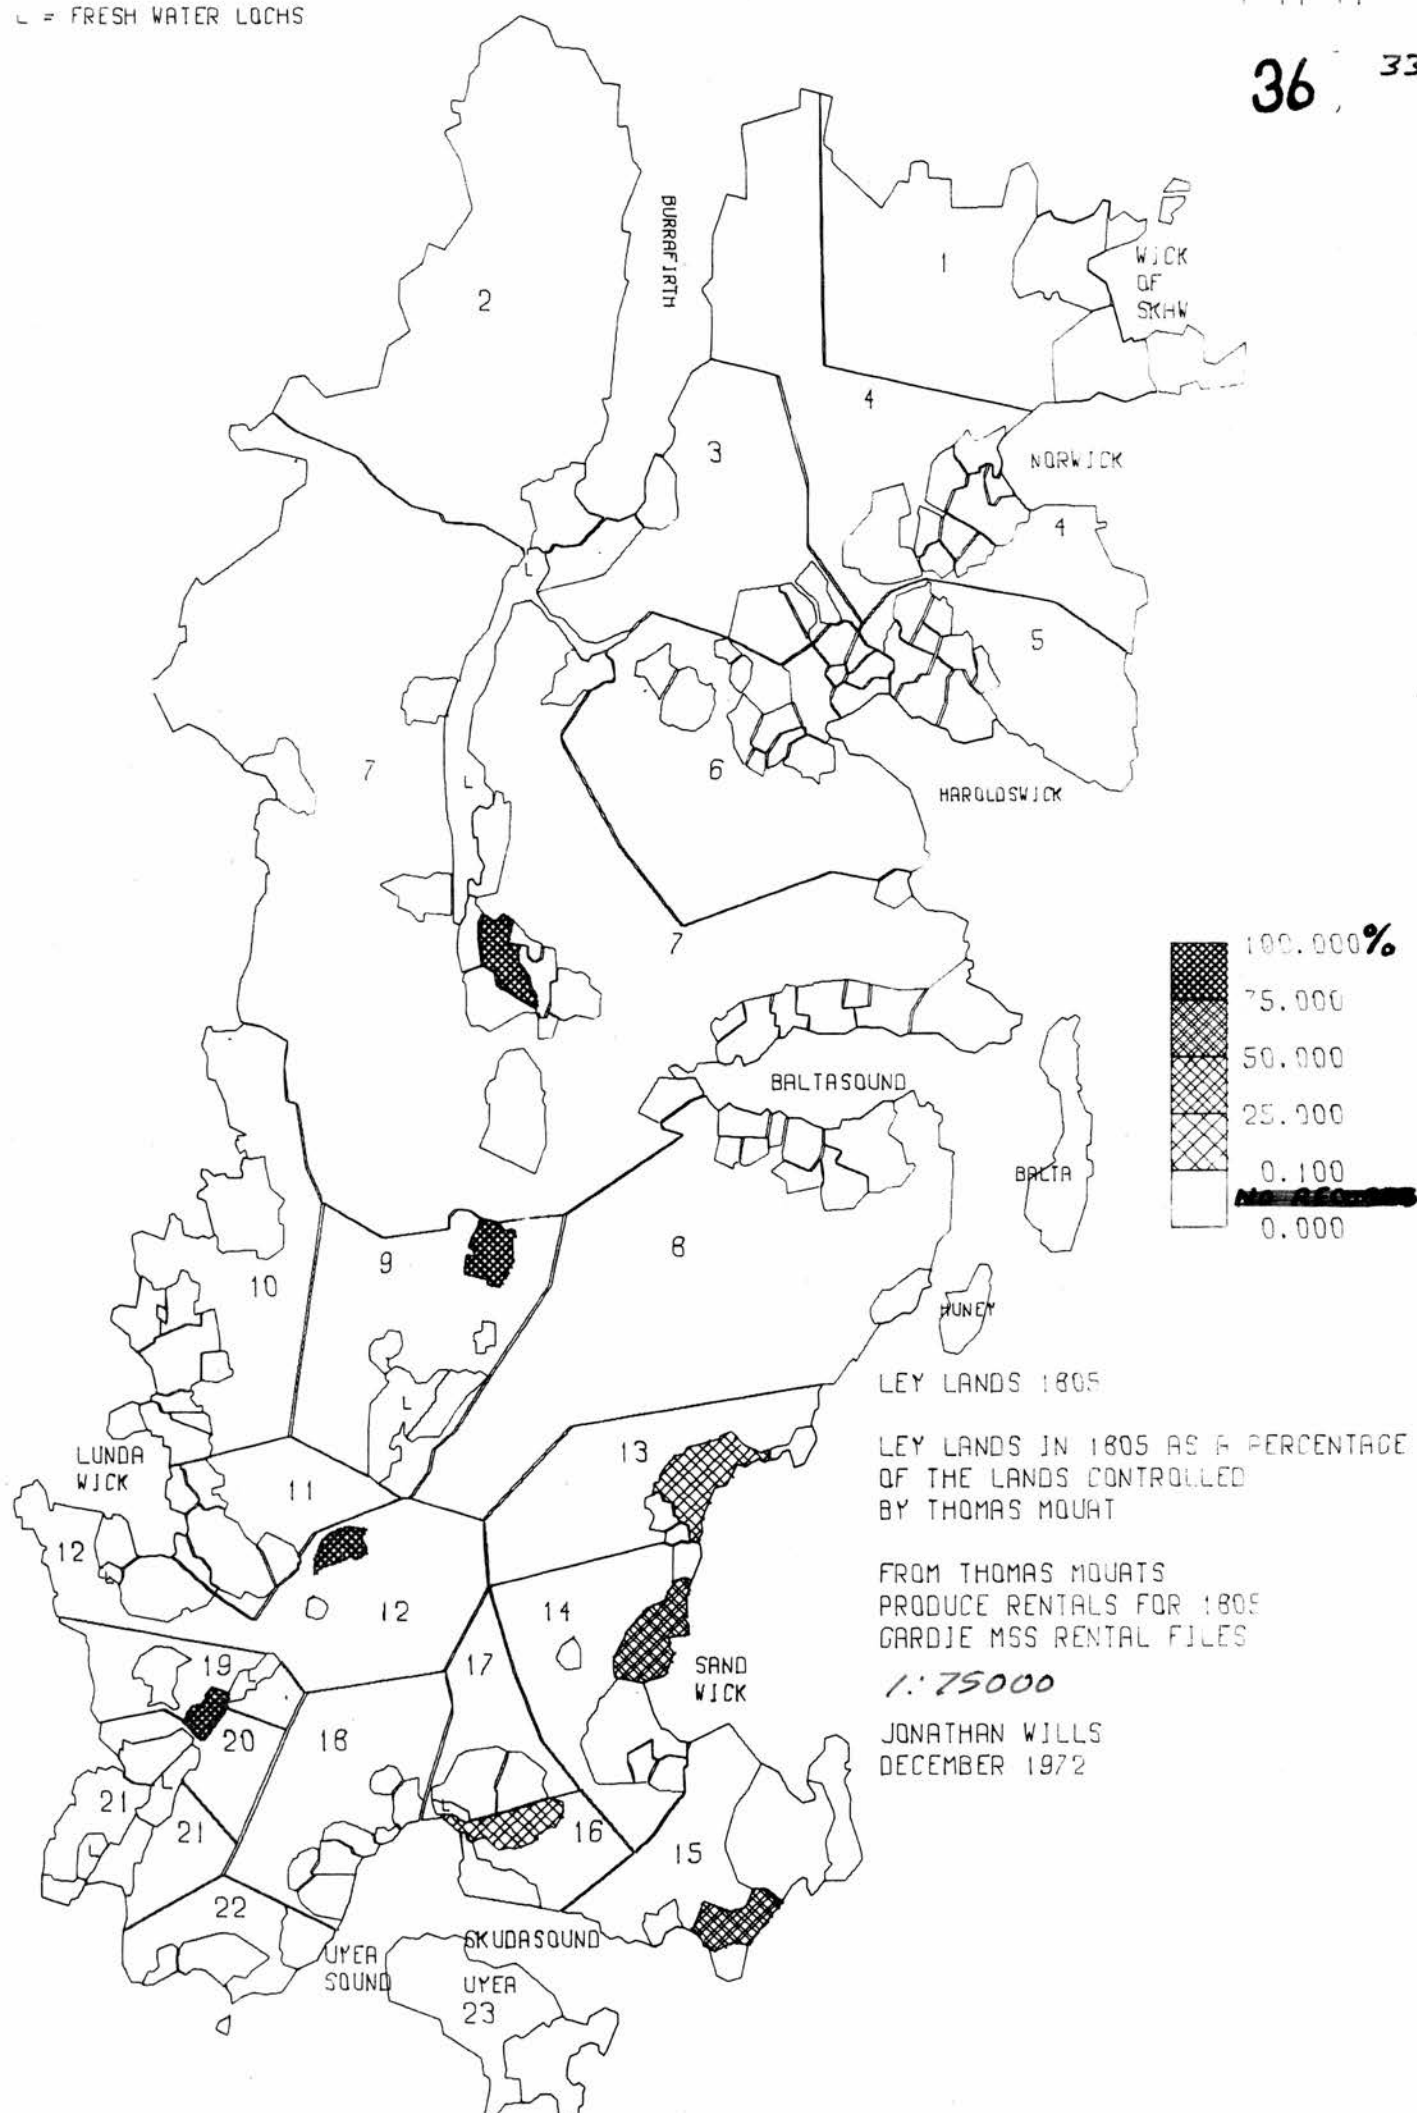 L = FRESH WATER LOCHS
36
33
BURRAFIRTH
1
WICK
OF
SKAW
2
4
3
NORWICK
4
L
5
7
6
L
HAROLDSWICK
7
100.000%
75.000
50.000
25.000
0.100
0.000
BALTASOUND
BALTA
8
9
10
HUNEY
L
LEY LANDS 1805
LEY LANDS IN 1805 AS A PERCENTAGE
OF THE LANDS CONTROLLED
BY THOMAS MOUAT
FROM THOMAS MOUATS
PRODUCE RENTALS FOR 1805
GARDIE MSS RENTAL FILES
1:75000
JONATHAN WILLS
DECEMBER 1972
13
LUNDA
WICK
11
12
L
12
14
17
SAND
WICK
19
L
20
18
L
21
L
21
L
16
15
22
UYEA
SOUND
SKUDASOUND
UYEA
23